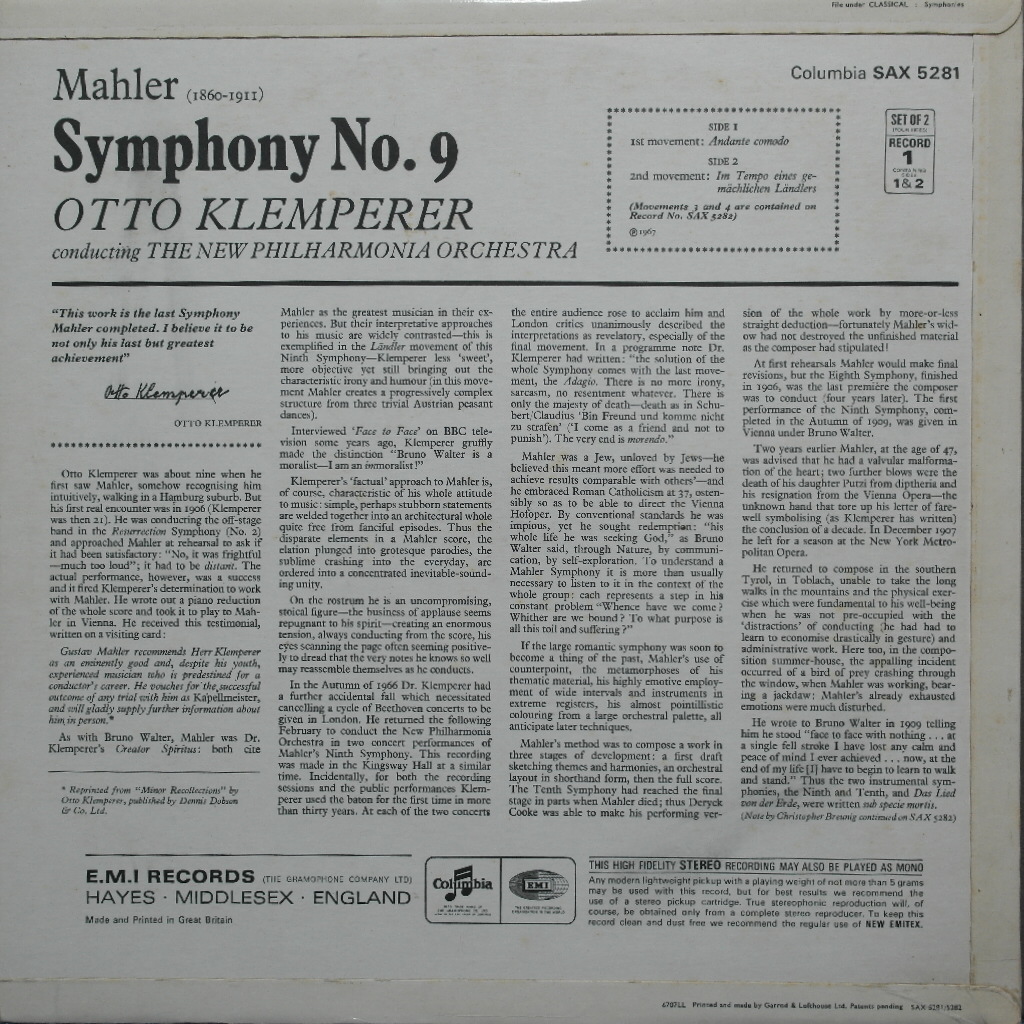 File under CLASSICAL : Symphonies
Mahler (1860-1911)
Symphony No. 9
OTTO KLEMPERER
conducting THE NEW PHILHARMONIA ORCHESTRA
Columbia SAX 5281
SIDE 1
1st movement: Andante comodo
SIDE 2
2nd movement: Im Tempo eines ge-
mächlichen Ländlers
(Movements 3 and 4 are contained on
Record No. SAX 5282)
℗ 1967
SET OF 2
RECORD
1
1 & 2
"This work is the last Symphony
Mahler completed. I believe it to be
not only his last but greatest
achievement"
Otto Klemperer
OTTO KLEMPERER
Otto Klemperer was about nine when he
first saw Mahler, somehow recognising him
intuitively, walking in a Hamburg suburb. But
his first real encounter was in 1906 (Klemperer
was then 21). He was conducting the off-stage
band in the Resurrection Symphony (No. 2)
and approached Mahler at rehearsal to ask if
it had been satisfactory: "No, it was frightful
—much too loud"; it had to be distant. The
actual performance, however, was a success
and it fired Klemperer's determination to work
with Mahler. He wrote out a piano reduction
of the whole score and took it to play to Mah-
ler in Vienna. He received this testimonial,
written on a visiting card:
Gustav Mahler recommends Herr Klemperer
as an eminently good and, despite his youth,
experienced musician who is predestined for a
conductor's career. He vouches for the successful
outcome of any trial with him as Kapellmeister,
and will gladly supply further information about
him in person.*
As with Bruno Walter, Mahler was Dr.
Klemperer's Creator Spiritus: both cite
* Reprinted from "Minor Recollections" by
Otto Klemperer, published by Dennis Dobson
& Co. Ltd.
Mahler as the greatest musician in their ex-
periences. But their interpretative approaches
to his music are widely contrasted—this is
exemplified in the Ländler movement of this
Ninth Symphony—Klemperer less 'sweet',
more objective yet still bringing out the
characteristic irony and humour (in this move-
ment Mahler creates a progressively complex
structure from three trivial Austrian peasant
dances).
Interviewed 'Face to Face' on BBC tele-
vision some years ago, Klemperer gruffly
made the distinction "Bruno Walter is a
moralist—I am an immoralist!"
Klemperer's 'factual' approach to Mahler is,
of course, characteristic of his whole attitude
to music: simple, perhaps stubborn statements
are welded together into an architectural whole
quite free from fanciful episodes. Thus the
disparate elements in a Mahler score, the
elation plunged into grotesque parodies, the
sublime crashing into the everyday, are
ordered into a concentrated inevitable-sound-
ing unity.
On the rostrum he is an uncompromising,
stoical figure—the business of applause seems
repugnant to his spirit—creating an enormous
tension, always conducting from the score, his
eyes scanning the page often seeming positive-
ly to dread that the very notes he knows so well
may reassemble themselves as he conducts.
In the Autumn of 1966 Dr. Klemperer had
a further accidental fall which necessitated
cancelling a cycle of Beethoven concerts to be
given in London. He returned the following
February to conduct the New Philharmonia
Orchestra in two concert performances of
Mahler's Ninth Symphony. This recording
was made in the Kingsway Hall at a similar
time. Incidentally, for both the recording
sessions and the public performances Klem-
perer used the baton for the first time in more
than thirty years. At each of the two concerts
the entire audience rose to acclaim him and
London critics unanimously described the
interpretations as revelatory, especially of the
final movement. In a programme note Dr.
Klemperer had written: "the solution of the
whole Symphony comes with the last move-
ment, the Adagio. There is no more irony,
sarcasm, no resentment whatever. There is
only the majesty of death—death as in Schu-
bert/Claudius 'Bin Freund und komme nicht
zu strafen' ('I come as a friend and not to
punish'). The very end is morendo."
Mahler was a Jew, unloved by Jews—he
believed this meant more effort was needed to
achieve results comparable with others'—and
he embraced Roman Catholicism at 37, osten-
sibly so as to be able to direct the Vienna
Hofoper. By conventional standards he was
impious, yet he sought redemption: "his
whole life he was seeking God," as Bruno
Walter said, through Nature, by communi-
cation, by self-exploration. To understand a
Mahler Symphony it is more than usually
necessary to listen to it in the context of the
whole group: each represents a step in his
constant problem "Whence have we come?
Whither are we bound? To what purpose is
all this toil and suffering?"
If the large romantic symphony was soon to
become a thing of the past, Mahler's use of
counterpoint, the metamorphoses of his
thematic material, his highly emotive employ-
ment of wide intervals and instruments in
extreme registers, his almost pointillistic
colouring from a large orchestral palette, all
anticipate later techniques.
Mahler's method was to compose a work in
three stages of development: a first draft
sketching themes and harmonies, an orchestral
layout in shorthand form, then the full score.
The Tenth Symphony had reached the final
stage in parts when Mahler died; thus Deryck
Cooke was able to make his performing ver-
sion of the whole work by more-or-less
straight deduction—fortunately Mahler's wid-
ow had not destroyed the unfinished material
as the composer had stipulated!
At first rehearsals Mahler would make final
revisions, but the Eighth Symphony, finished
in 1906, was the last première the composer
was to conduct (four years later). The first
performance of the Ninth Symphony, com-
pleted in the Autumn of 1909, was given in
Vienna under Bruno Walter.
Two years earlier Mahler, at the age of 47,
was advised that he had a valvular malforma-
tion of the heart; two further blows were the
death of his daughter Putzi from diptheria and
his resignation from the Vienna Opera—the
unknown hand that tore up his letter of fare-
well symbolising (as Klemperer has written)
the conclusion of a decade. In December 1907
he left for a season at the New York Metro-
politan Opera.
He returned to compose in the southern
Tyrol, in Toblach, unable to take the long
walks in the mountains and the physical exer-
cise which were fundamental to his well-being
when he was not pre-occupied with the
'distractions' of conducting (he had had to
learn to economise drastically in gesture) and
administrative work. Here too, in the compo-
sition summer-house, the appalling incident
occurred of a bird of prey crashing through
the window, when Mahler was working, bear-
ing a jackdaw: Mahler's already exhausted
emotions were much disturbed.
He wrote to Bruno Walter in 1909 telling
him he stood "face to face with nothing . . . at
a single fell stroke I have lost any calm and
peace of mind I ever achieved . . . now, at the
end of my life [I] have to begin to learn to walk
and stand." Thus the two instrumental sym-
phonies, the Ninth and Tenth, and Das Lied
von der Erde, were written sub specie mortis.
(Note by Christopher Breunig continued on SAX 5282)
E.M.I RECORDS (THE GRAMOPHONE COMPANY LTD)
HAYES · MIDDLESEX · ENGLAND
Made and Printed in Great Britain
Columbia
EMI
THIS HIGH FIDELITY STEREO RECORDING MAY ALSO BE PLAYED AS MONO
Any modern lightweight pickup with a playing weight of not more than 5 grams
may be used with this record, but for best results we recommend the
use of a stereo pickup cartridge. True stereophonic reproduction will, of
course, be obtained only from a complete stereo reproducer. To keep this
record clean and dust free we recommend the regular use of NEW EMITEX.
6707LL Printed and made by Garrod & Lofthouse Ltd. Patents pending SAX 5281/5282